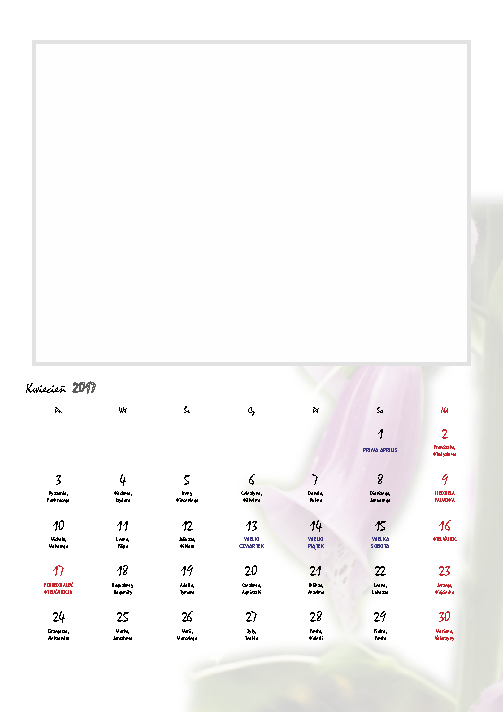 Kwiecień 2017
Pn Wt Śr Cz Pt So Nd
1 2
PRIMA APRILIS Franciszka,
Władysława
3 4 5 6 7 8 9
Ryszarda, Wacława, Ireny, Celestyna, Donata, Dionizego, NIEDZIELA
Pankracego Izydora Wincentego Wilhelma Rufina Januarego PALMOWA
10 11 12 13 14 15 16
Michała, Leona, Juliusza, WIELKI WIELKI WIELKA WIELKANOC
Makarego Filipa Wiktora CZWARTEK PIĄTEK SOBOTA
17 18 19 20 21 22 23
PONIEDZIAŁEK Bogusławy, Adolfa, Czesława, Feliksa, Leona, Jerzego,
WIELKANOCNY Bogumiły Tymona Agnieszki Anzelma Łukasza Wojciecha
24 25 26 27 28 29 30
Grzegorza, Marka, Marii, Zyty, Pawła, Piotra, Mariana,
Aleksandra Jarosława Marzeny Teofila Walerii Katarzyny